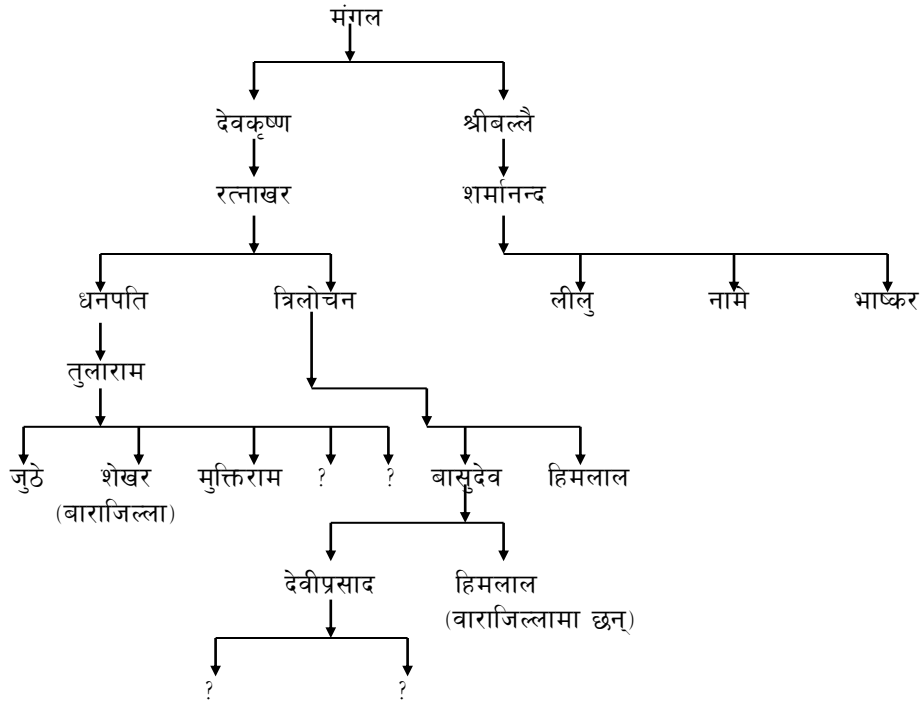 मंगल
देवकृष्ण श्रीबल्लै
रत्नाखर शर्मानन्द
धनपति त्रिलोचन लीलु नामे भाष्कर
तुलाराम
जुठे शेखर मुक्तिराम ? ? बासुदेव हिमलाल
(बाराजिल्ला)
देवीप्रसाद हिमलाल
(वाराजिल्लामा छन्)
? ?